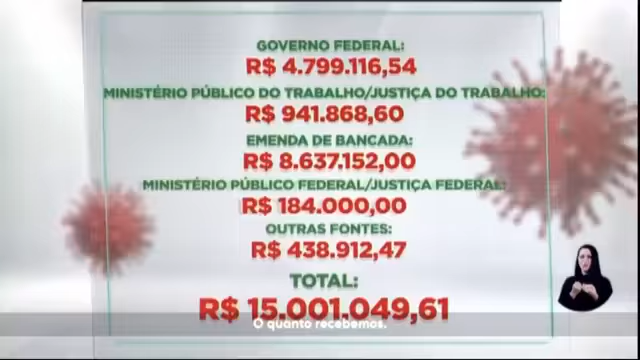 GOVERNO FEDERAL:
R$ 4.799.116,54
MINISTÉRIO PÚBLICO DO TRABALHO/JUSTIÇA DO TRABALHO:
R$ 941.868,60
EMENDA DE BANCADA:
R$ 8.637.152,00
MINISTÉRIO PÚBLICO FEDERAL/JUSTIÇA FEDERAL:
R$ 184.000,00
OUTRAS FONTES:
R$ 438.912,47
TOTAL:
R$ 15.001.049,61
O quanto recebemos.